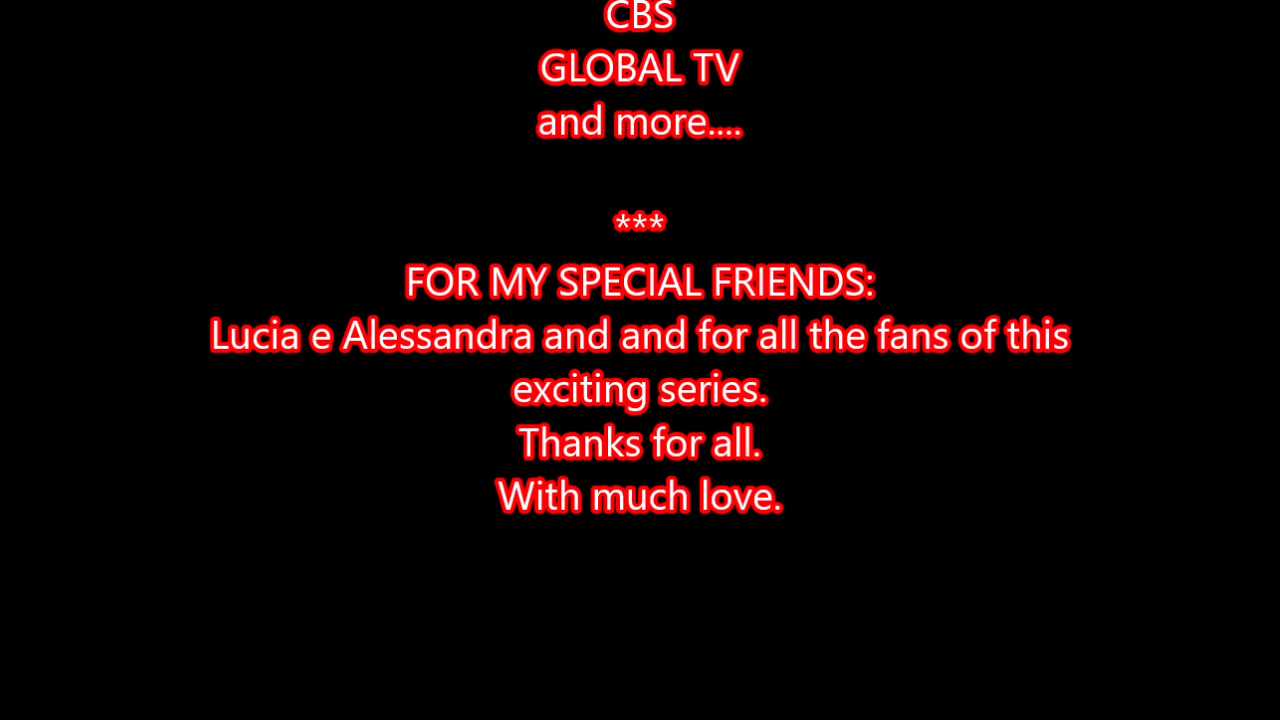 CBS
GLOBAL TV
and more....
***
FOR MY SPECIAL FRIENDS:
Lucia e Alessandra and and for all the fans of this
exciting series.
Thanks for all.
With much love.